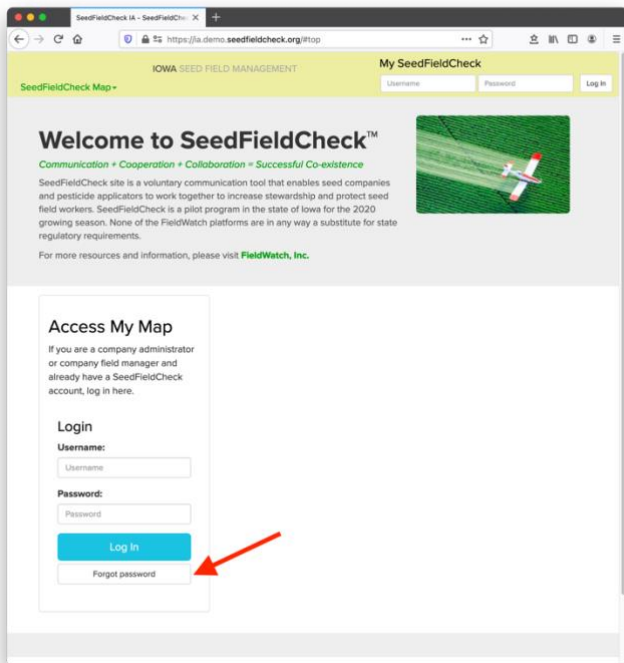 SeedFieldCheck IA - SeedFieldChe
https://ia.demo.seedfieldcheck.org/#top
IOWA SEED FIELD MANAGEMENT
My SeedFieldCheck
SeedFieldCheck Map
Username
Password
Log In
Welcome to SeedFieldCheck™
Communication + Cooperation + Collaboration = Successful Co-existence
SeedFieldCheck site is a voluntary communication tool that enables seed companies
and pesticide applicators to work together to increase stewardship and protect seed
field workers. SeedFieldCheck is a pilot program in the state of Iowa for the 2020
growing season. None of the FieldWatch platforms are in any way a substitute for state
regulatory requirements.
For more resources and information, please visit FieldWatch, Inc.
Access My Map
If you are a company administrator
or company field manager and
already have a SeedFieldCheck
account, log in here.
Login
Username:
Username
Password:
Password
Log In
Forgot password